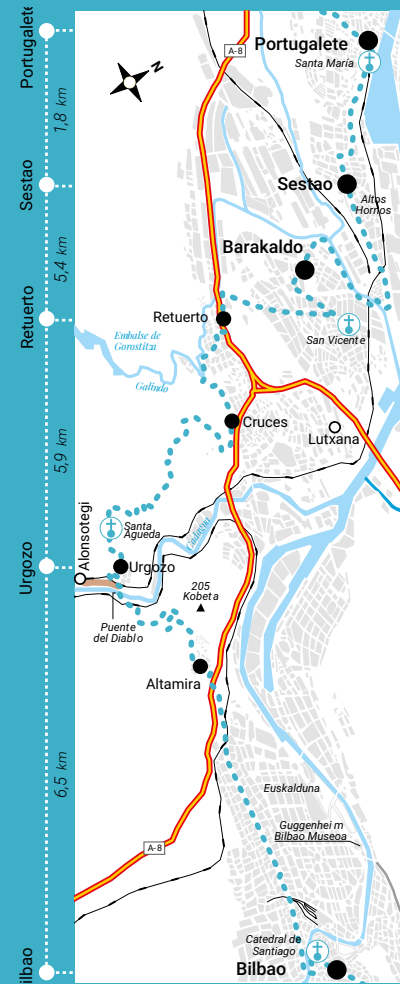 Portugalete
1,8 km
Sestao
5,4 km
Retuerto
5,9 km
Urgozo
6,5 km
ilbao
N
A-8
Portugalete
Santa María
Sestao
Altos
Hornos
Barakaldo
Retuerto
San Vicente
Embalse de
Gorostiza
Galindo
Cruces
Lutxana
Cadagua
Santa
Águeda
Alonsotegi
Urgozo
205
Kobeta
Puente
del Diablo
Altamira
Euskalduna
Guggenheim
Bilbao Museoa
A-8
Catedral de
Santiago
Bilbao